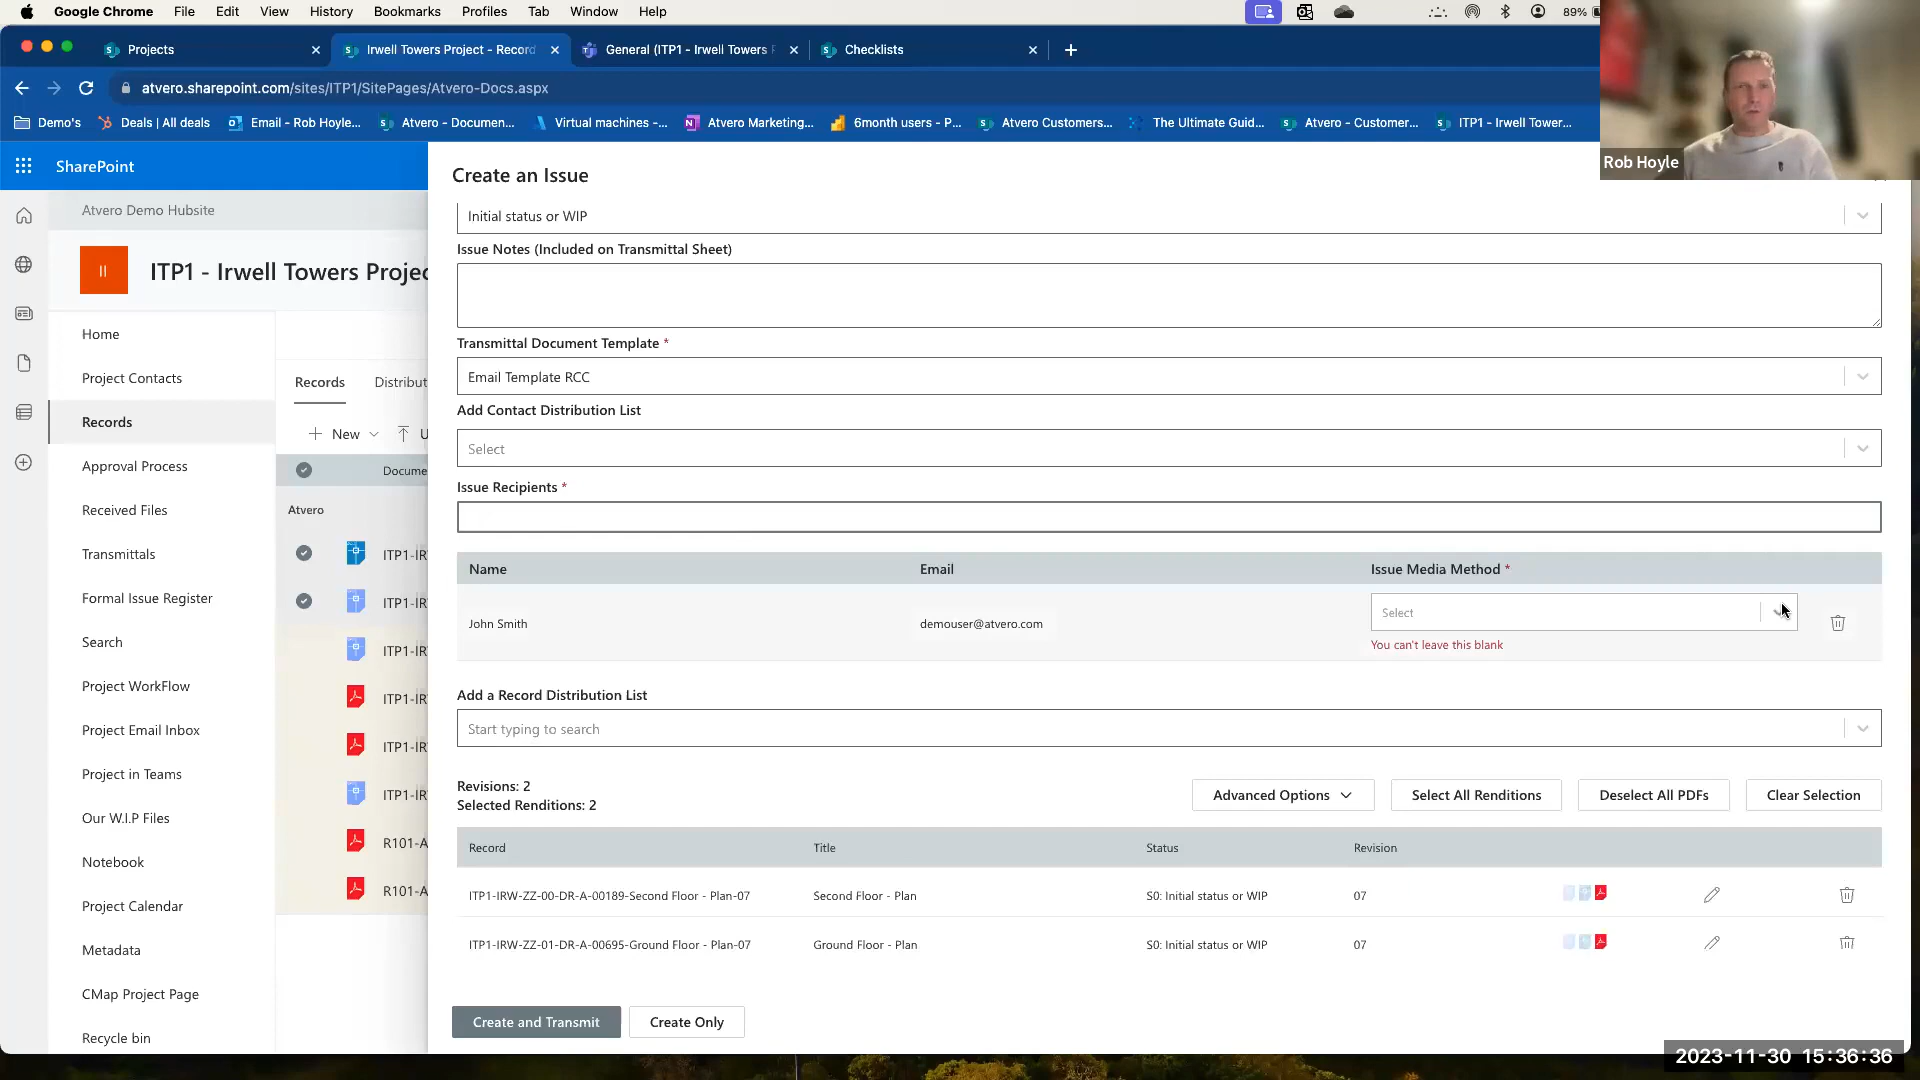 Google Chrome File Edit View History Bookmarks Profiles Tab Window Help 89%
Projects Irwell Towers Project - Record General (ITP1 - Irwell Towers Checklists
atvero.sharepoint.com/sites/ITP1/SitePages/Atvero-Docs.aspx
Demo's Deals | All deals Email - Rob Hoyle... Atvero - Documen... Virtual machines -... Atvero Marketing... 6month users - P... Atvero Customers... The Ultimate Guid... Atvero - Customer... ITP1 - Irwell Tower...
Rob Hoyle
SharePoint
Atvero Demo Hubsite
II
ITP1 - Irwell Towers Projec
Home
Project Contacts
Records
Approval Process
Received Files
Transmittals
Formal Issue Register
Search
Project WorkFlow
Project Email Inbox
Project in Teams
Our W.I.P Files
Notebook
Project Calendar
Metadata
CMap Project Page
Recycle bin
Records Distribut
New U
Docume
Atvero
ITP1-IR
ITP1-IR
ITP1-IR
ITP1-IR
ITP1-IR
ITP1-IR
R101-A
R101-A
Create an Issue
Initial status or WIP
Issue Notes (Included on Transmittal Sheet)
Transmittal Document Template *
Email Template RCC
Add Contact Distribution List
Select
Issue Recipients *
Name Email Issue Media Method *
John Smith demouser@atvero.com Select
You can't leave this blank
Add a Record Distribution List
Start typing to search
Revisions: 2
Selected Renditions: 2
Advanced Options Select All Renditions Deselect All PDFs Clear Selection
Record Title Status Revision
ITP1-IRW-ZZ-00-DR-A-00189-Second Floor - Plan-07 Second Floor - Plan S0: Initial status or WIP 07
ITP1-IRW-ZZ-01-DR-A-00695-Ground Floor - Plan-07 Ground Floor - Plan S0: Initial status or WIP 07
Create and Transmit Create Only
2023-11-30 15:36:36